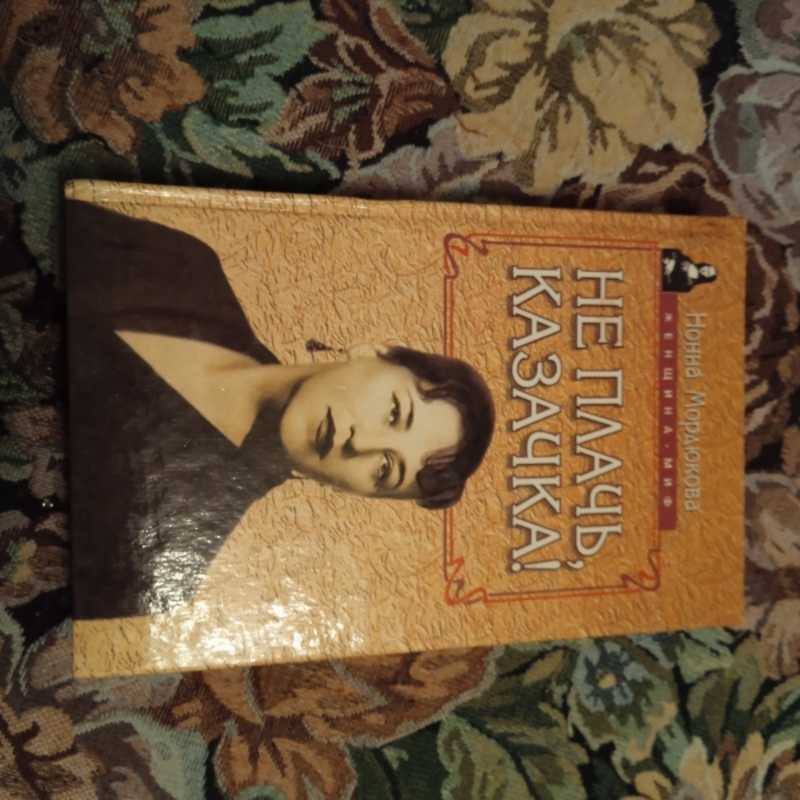 Нонна Мордюкова
ЖЕНЩИНА-МИФ
НЕ ПЛАЧЬ,
КАЗАЧКА!